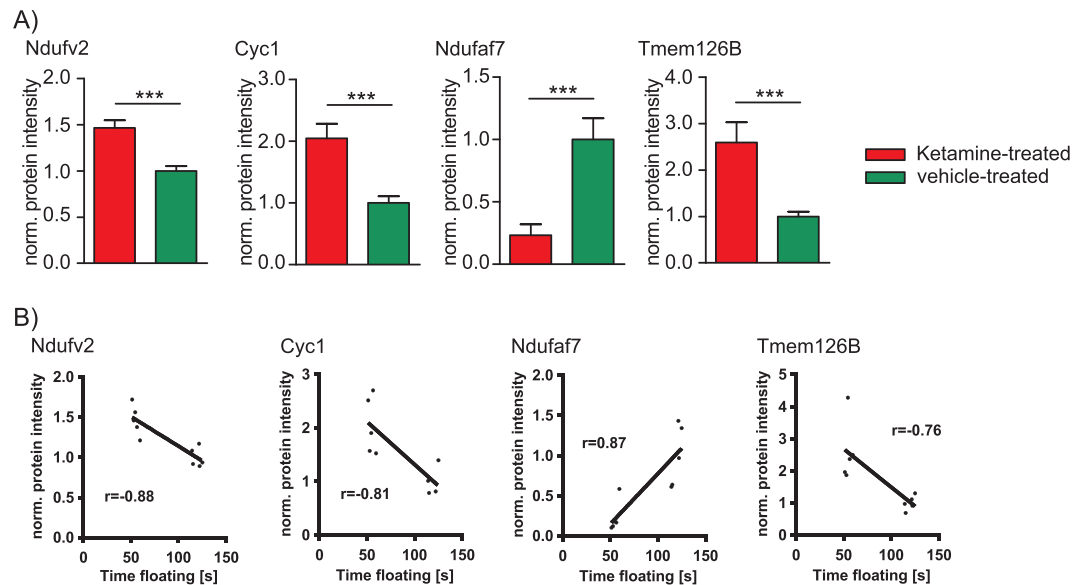 A)
Ndufv2
Cyc1
Ndufaf7
Tmem126B
norm. protein intensity
2.0
1.5
1.0
0.5
0.0
***
norm. protein intensity
3.0
2.0
1.0
0.0
***
norm. protein intensity
1.5
1.0
0.5
0.0
***
norm. protein intensity
4.0
3.0
2.0
1.0
0.0
***
Ketamine-treated
vehicle-treated
B)
Ndufv2
Cyc1
Ndufaf7
Tmem126B
norm. protein intensity
2.0
1.5
1.0
0.5
0.0
r=-0.88
0 50 100 150
Time floating [s]
norm. protein intensity
3
2
1
0
r=-0.81
0 50 100 150
Time floating [s]
norm. protein intensity
2.0
1.5
1.0
0.5
0.0
r=0.87
0 50 100 150
Time floating [s]
norm. protein intensity
5
4
3
2
1
0
r=-0.76
0 50 100 150
Time floating [s]